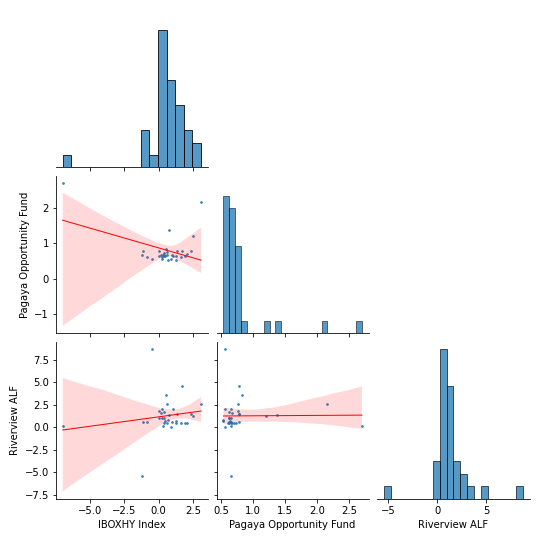 Pagaya Opportunity Fund
2
1
0
−1
Riverview ALF
7.5
5.0
2.5
0.0
−2.5
−5.0
−7.5
−5.0 −2.5 0.0 2.5
IBOXHY Index
0.5 1.0 1.5 2.0 2.5
Pagaya Opportunity Fund
−5 0 5
Riverview ALF